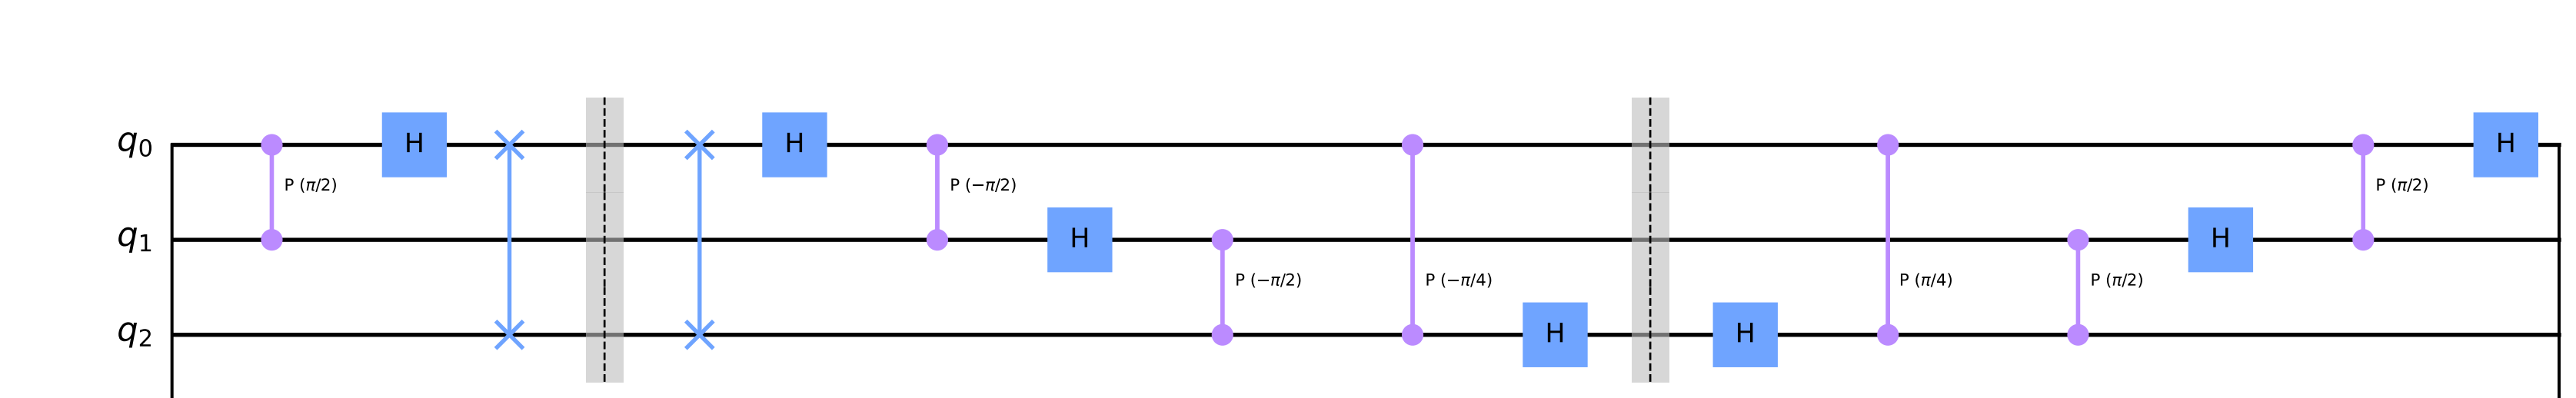 q0 H H H
P (π/2) P (−π/2) P (π/2)
q1 H H
P (−π/2) P (−π/4) P (π/4) P (π/2)
q2 H H